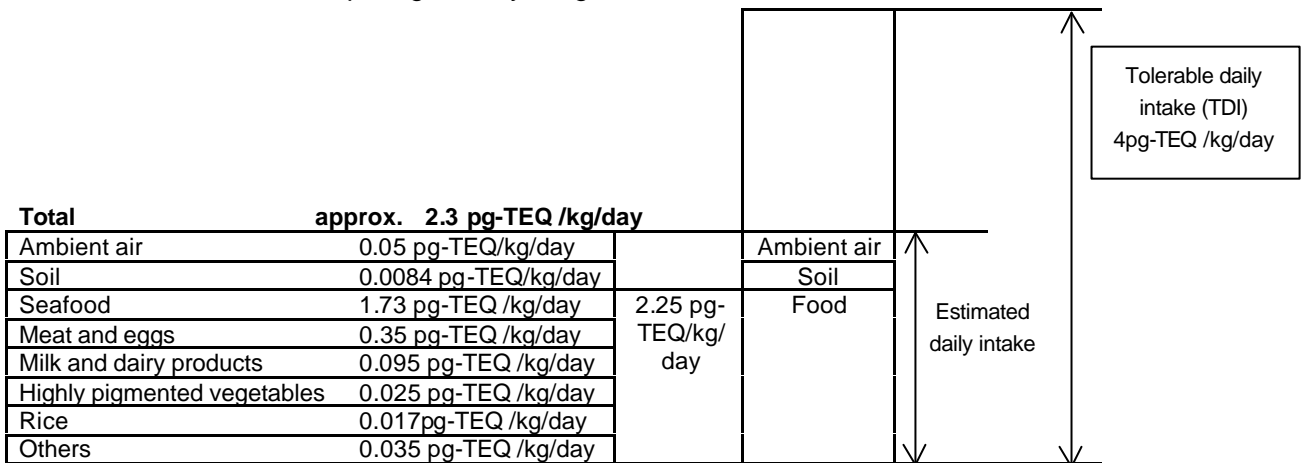 Tolerable daily
intake (TDI)
4pg-TEQ /kg/day
Total approx. 2.3 pg-TEQ /kg/day
Ambient air 0.05 pg-TEQ/kg/day Ambient air
Soil 0.0084 pg-TEQ/kg/day Soil
Seafood 1.73 pg-TEQ /kg/day 2.25 pg- Food
Meat and eggs 0.35 pg-TEQ /kg/day TEQ/kg/
Milk and dairy products 0.095 pg-TEQ /kg/day day
Highly pigmented vegetables 0.025 pg-TEQ /kg/day
Rice 0.017pg-TEQ /kg/day
Others 0.035 pg-TEQ /kg/day
Estimated
daily intake